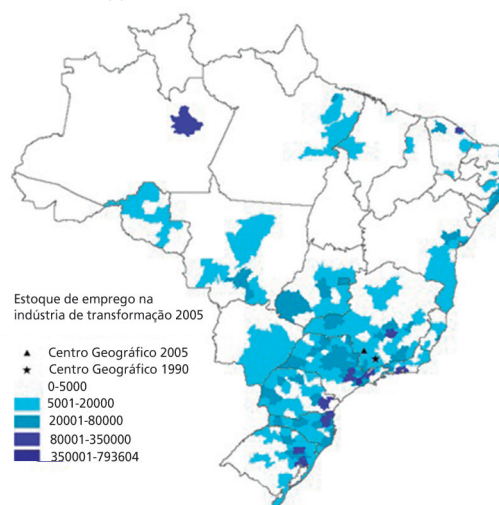 Estoque de emprego na
indústria de transformação 2005
Centro Geográfico 2005
Centro Geográfico 1990
0-5000
5001-20000
20001-80000
80001-350000
350001-793604